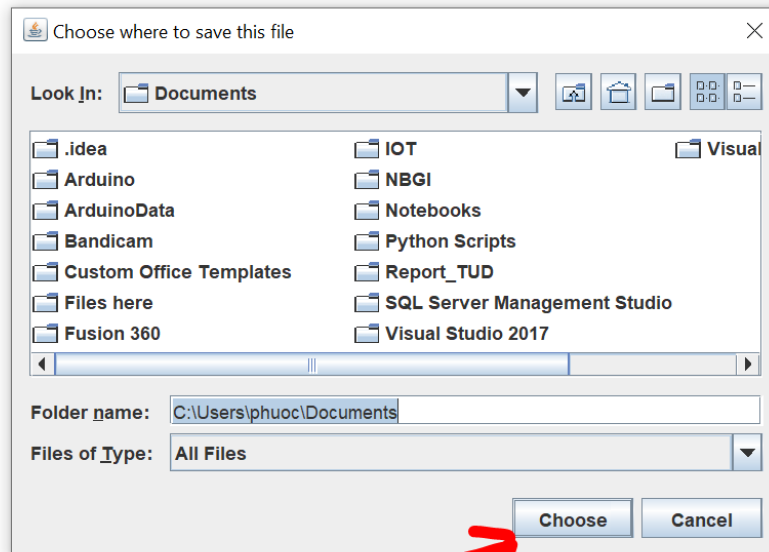 Choose where to save this file
Look In: Documents
.idea IOT Visual
Arduino NBGI
ArduinoData Notebooks
Bandicam Python Scripts
Custom Office Templates Report_TUD
Files here SQL Server Management Studio
Fusion 360 Visual Studio 2017
Folder name: C:\Users\phuoc\Documents
Files of Type: All Files
Choose Cancel